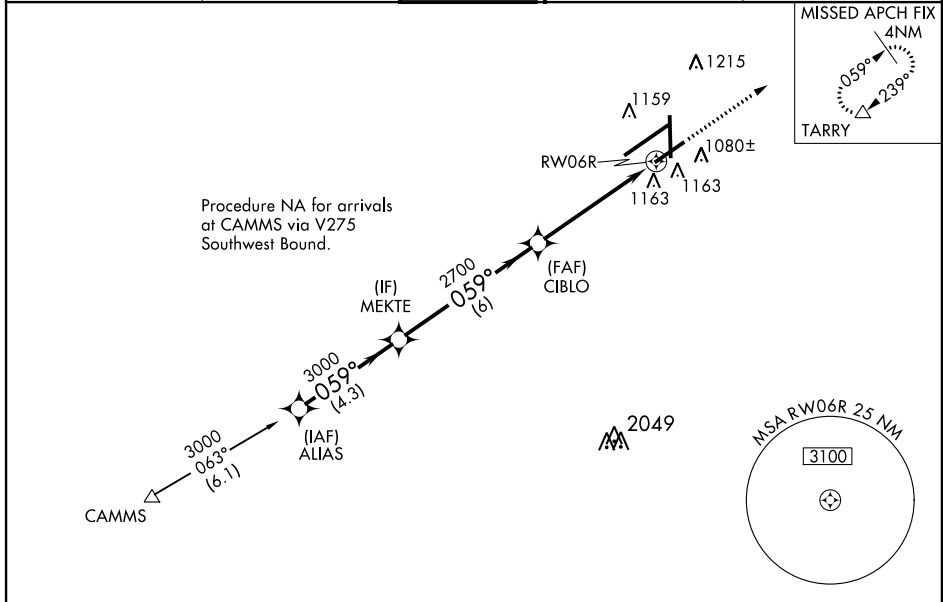 MISSED APCH FIX
4NM
059°
239°
TARRY
1215
1159
1080±
RW06R
1163
1163
Procedure NA for arrivals
at CAMMS via V275
Southwest Bound.
(FAF)
CIBLO
2700
059°
(6)
(IF)
MEKTE
3000
059°
(4.3)
(IAF)
ALIAS
3000
063°
(6.1)
CAMMS
2049
MSA RW06R 25 NM
3100